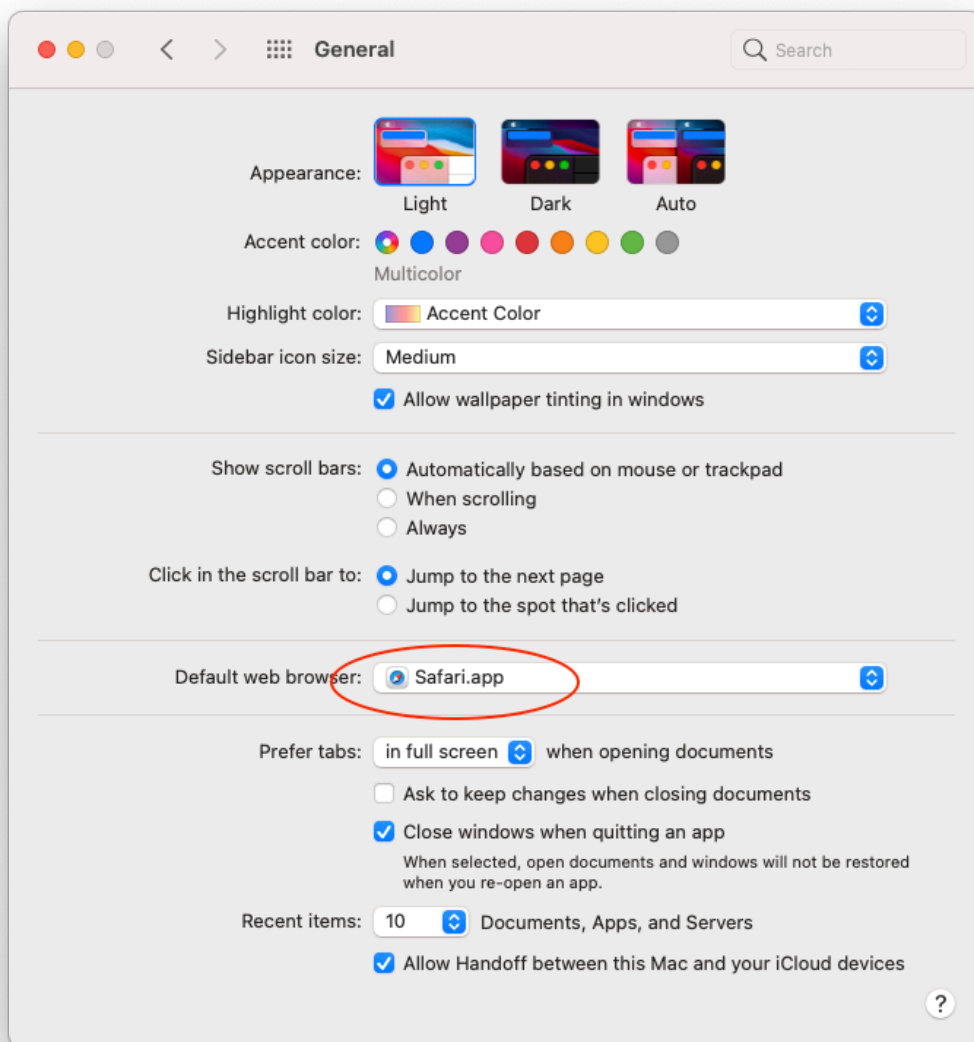 General
Search
Appearance:
Light
Dark
Auto
Accent color:
Multicolor
Highlight color: Accent Color
Sidebar icon size: Medium
Allow wallpaper tinting in windows
Show scroll bars: Automatically based on mouse or trackpad
When scrolling
Always
Click in the scroll bar to: Jump to the next page
Jump to the spot that's clicked
Default web browser: Safari.app
Prefer tabs: in full screen when opening documents
Ask to keep changes when closing documents
Close windows when quitting an app
When selected, open documents and windows will not be restored
when you re-open an app.
Recent items: 10 Documents, Apps, and Servers
Allow Handoff between this Mac and your iCloud devices
?